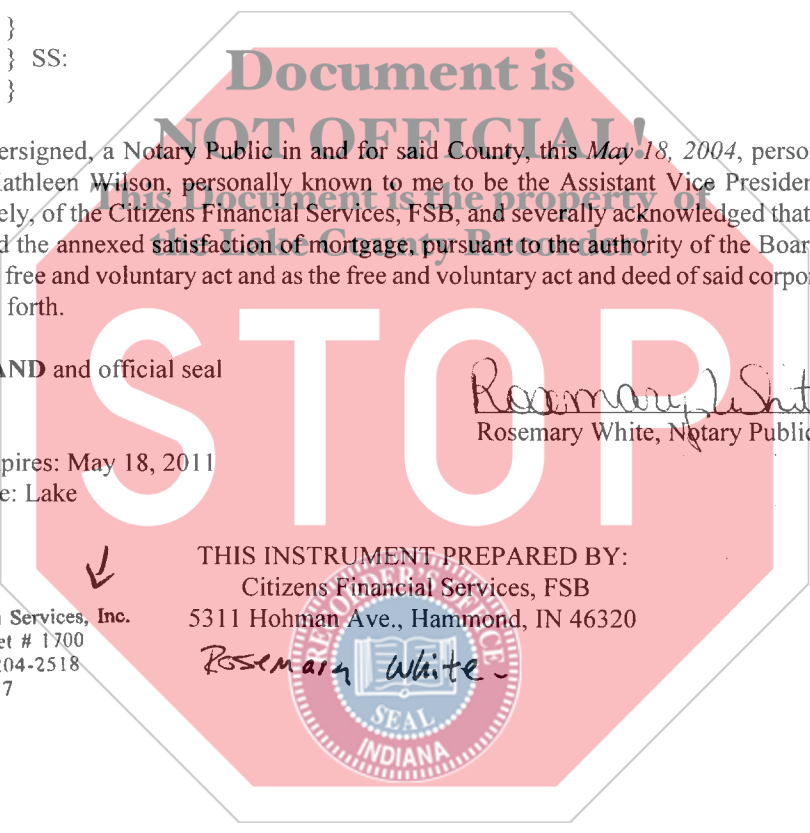 }
} SS:
}
Document is
NOT OFFICIAL!
This Document is the property of
the Lake County Recorder!
STOP
ersigned, a Notary Public in and for said County, this May 18, 2004, perso
athleen Wilson, personally known to me to be the Assistant Vice Presiden
ely, of the Citizens Financial Services, FSB, and severally acknowledged that
d the annexed satisfaction of mortgage, pursuant to the authority of the Boar
free and voluntary act and as the free and voluntary act and deed of said corpo
forth.
AND and official seal
Rosemary Whit
Rosemary White, Notary Public
pires: May 18, 2011
e: Lake
THIS INSTRUMENT PREPARED BY:
Citizens Financial Services, FSB
5311 Hohman Ave., Hammond, IN 46320
Rosemary White
n Services, Inc.
et # 1700
204-2518
7
RECORDER'S OFFICE
SEAL
INDIANA